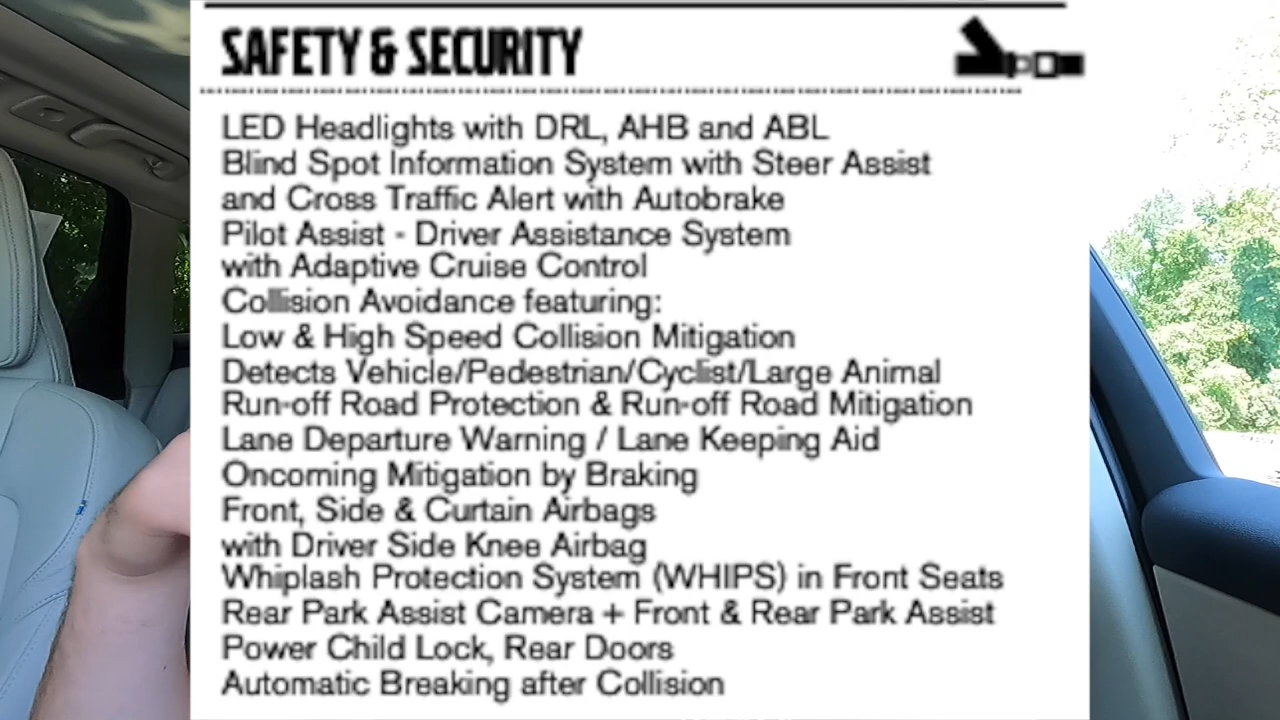 SAFETY & SECURITY
LED Headlights with DRL, AHB and ABL
Blind Spot Information System with Steer Assist
and Cross Traffic Alert with Autobrake
Pilot Assist - Driver Assistance System
with Adaptive Cruise Control
Collision Avoidance featuring:
Low & High Speed Collision Mitigation
Detects Vehicle/Pedestrian/Cyclist/Large Animal
Run-off Road Protection & Run-off Road Mitigation
Lane Departure Warning / Lane Keeping Aid
Oncoming Mitigation by Braking
Front, Side & Curtain Airbags
with Driver Side Knee Airbag
Whiplash Protection System (WHIPS) in Front Seats
Rear Park Assist Camera + Front & Rear Park Assist
Power Child Lock, Rear Doors
Automatic Breaking after Collision